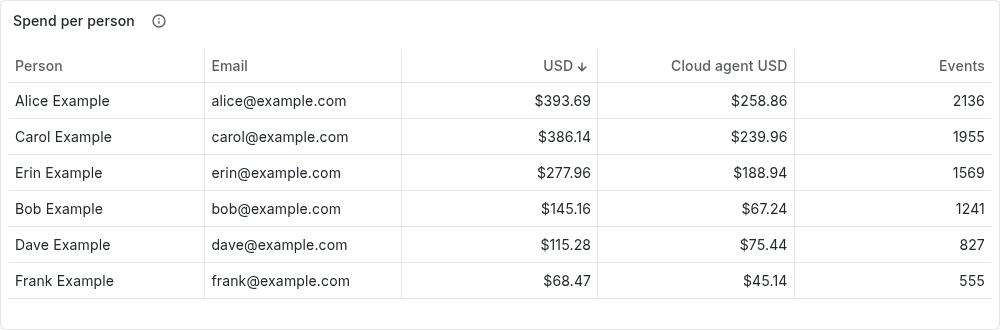 Spend per person
Person Email USD ↓ Cloud agent USD Events
Alice Example alice@example.com $393.69 $258.86 2136
Carol Example carol@example.com $386.14 $239.96 1955
Erin Example erin@example.com $277.96 $188.94 1569
Bob Example bob@example.com $145.16 $67.24 1241
Dave Example dave@example.com $115.28 $75.44 827
Frank Example frank@example.com $68.47 $45.14 555